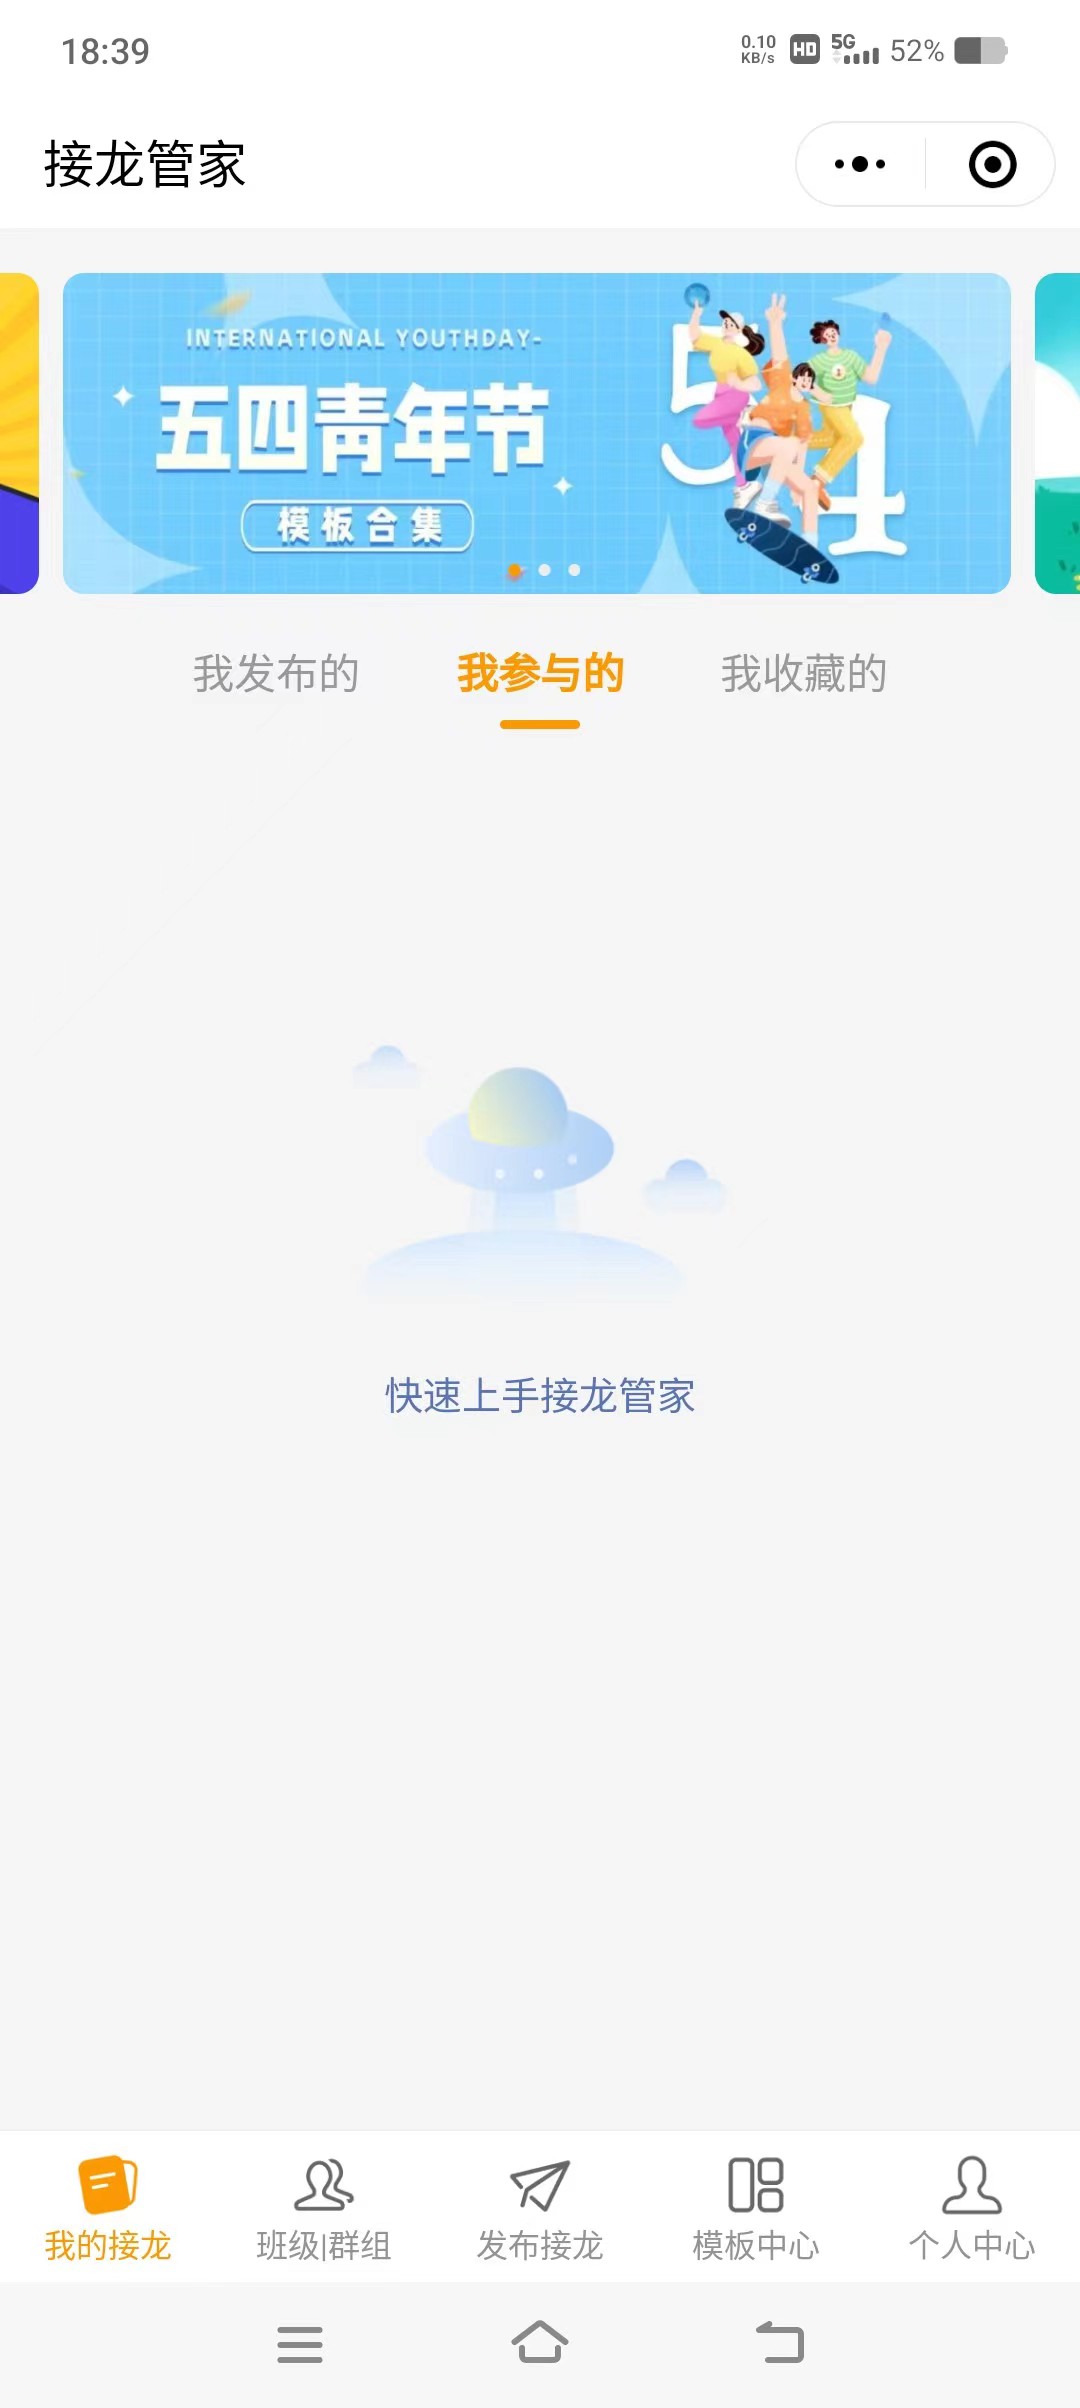 18:39
0.10
KB/s
HD
5G
52%
接龙管家
INTERNATIONAL YOUTHDAY-
五四青年节
模板合集
54
我发布的
我参与的
我收藏的
快速上手接龙管家
我的接龙
班级|群组
发布接龙
模板中心
个人中心